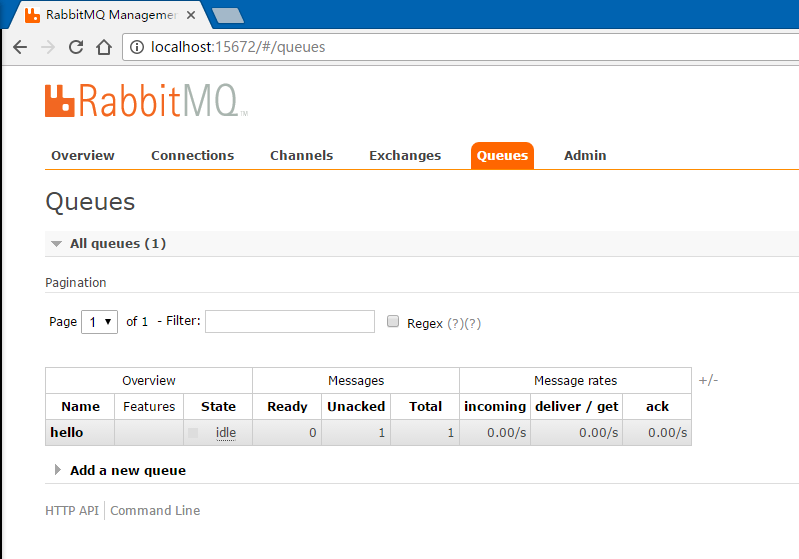 RabbitMQ Managemen
localhost:15672/#/queues
RabbitMQ™
Overview Connections Channels Exchanges Queues Admin
Queues
All queues (1)
Pagination
Page 1 of 1 - Filter: Regex (?)(?)
Overview Messages Message rates +/-
Name Features State Ready Unacked Total incoming deliver / get ack
hello idle 0 1 1 0.00/s 0.00/s 0.00/s
Add a new queue
HTTP API Command Line